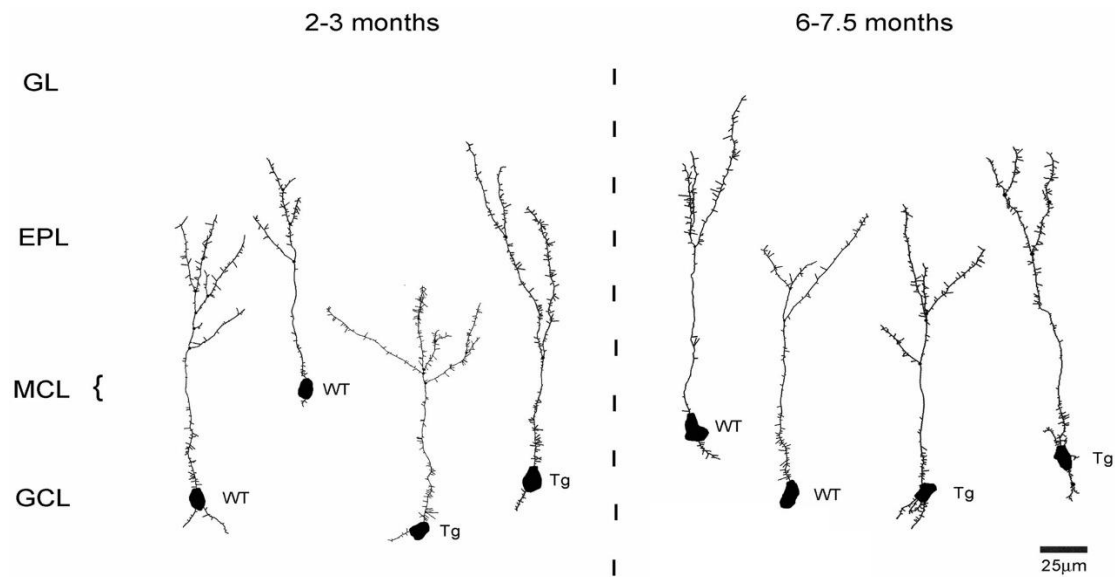 2-3 months
6-7.5 months
GL
EPL
MCL {
WT
WT
GCL
WT
Tg
Tg
WT
Tg
Tg
25µm